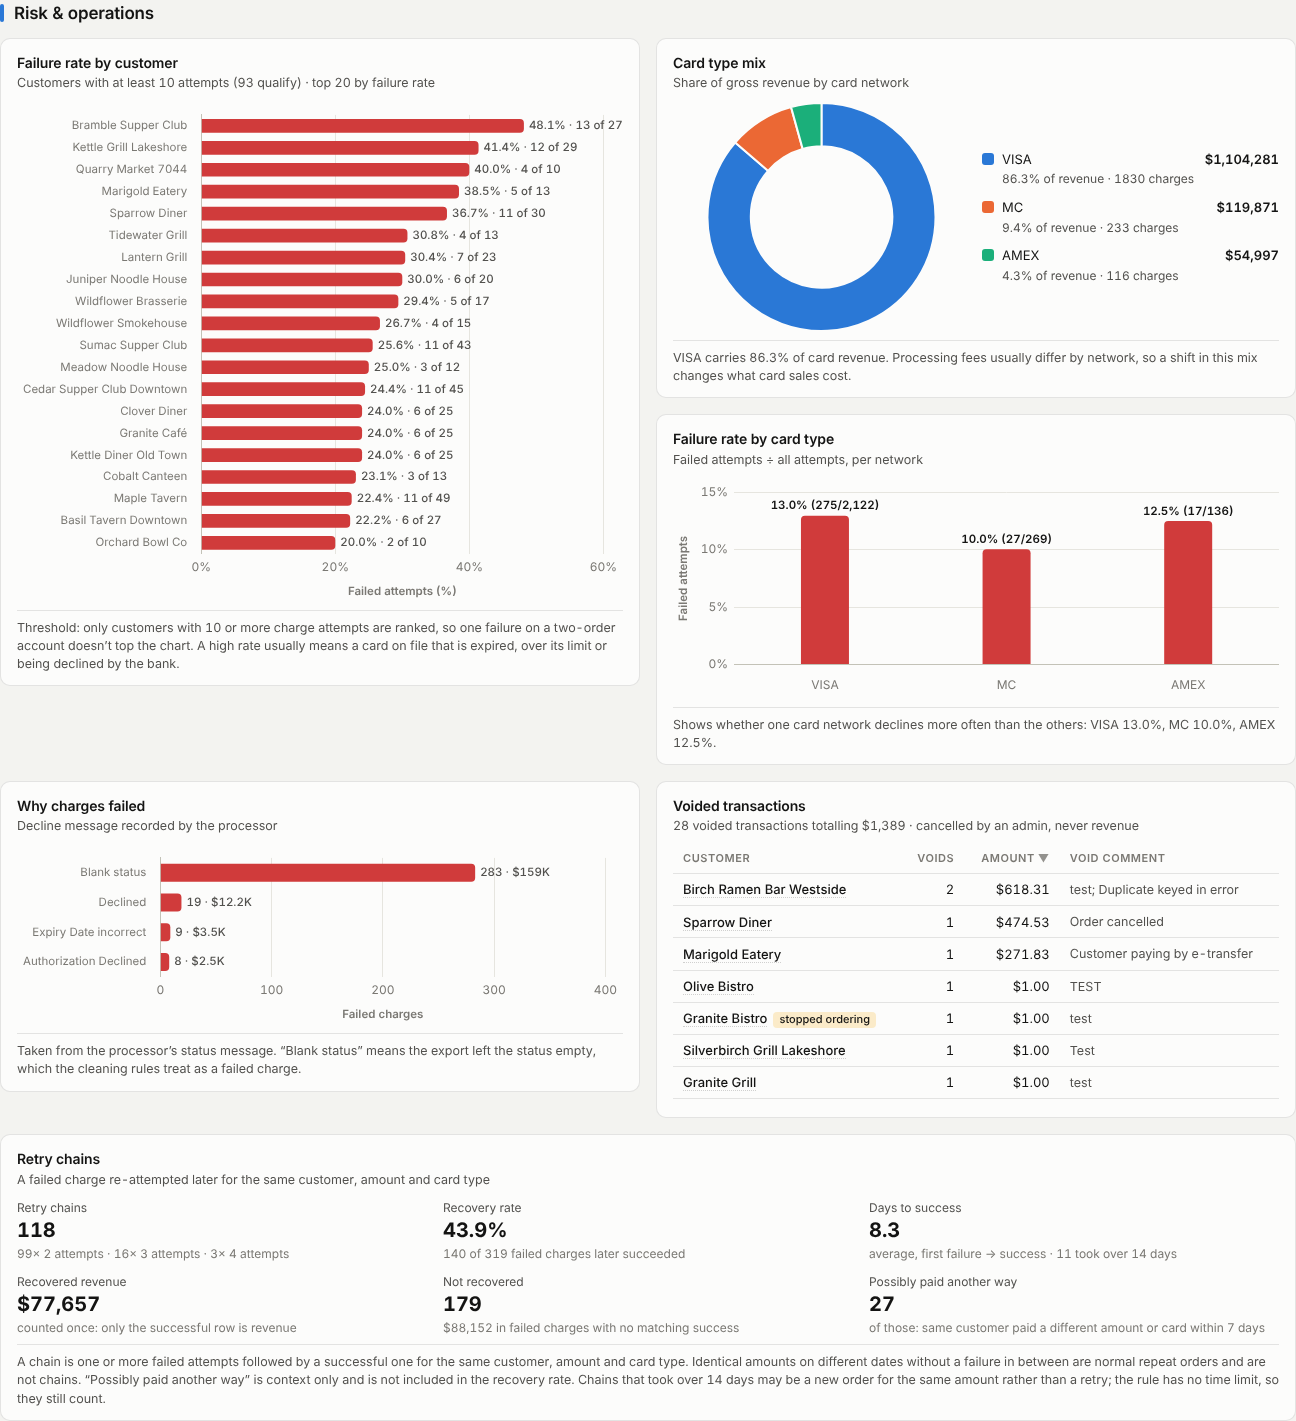 Risk & operations
Failure rate by customer
Customers with at least 10 attempts (93 qualify) · top 20 by failure rate
Bramble Supper Club 48.1% · 13 of 27
Kettle Grill Lakeshore 41.4% · 12 of 29
Quarry Market 7044 40.0% · 4 of 10
Marigold Eatery 38.5% · 5 of 13
Sparrow Diner 36.7% · 11 of 30
Tidewater Grill 30.8% · 4 of 13
Lantern Grill 30.4% · 7 of 23
Juniper Noodle House 30.0% · 6 of 20
Wildflower Brasserie 29.4% · 5 of 17
Wildflower Smokehouse 26.7% · 4 of 15
Sumac Supper Club 25.6% · 11 of 43
Meadow Noodle House 25.0% · 3 of 12
Cedar Supper Club Downtown 24.4% · 11 of 45
Clover Diner 24.0% · 6 of 25
Granite Café 24.0% · 6 of 25
Kettle Diner Old Town 24.0% · 6 of 25
Cobalt Canteen 23.1% · 3 of 13
Maple Tavern 22.4% · 11 of 49
Basil Tavern Downtown 22.2% · 6 of 27
Orchard Bowl Co 20.0% · 2 of 10
0% 20% 40% 60%
Failed attempts (%)
Threshold: only customers with 10 or more charge attempts are ranked, so one failure on a two-order
account doesn’t top the chart. A high rate usually means a card on file that is expired, over its limit or
being declined by the bank.
Card type mix
Share of gross revenue by card network
VISA $1,104,281
86.3% of revenue · 1830 charges
MC $119,871
9.4% of revenue · 233 charges
AMEX $54,997
4.3% of revenue · 116 charges
VISA carries 86.3% of card revenue. Processing fees usually differ by network, so a shift in this mix
changes what card sales cost.
Failure rate by card type
Failed attempts ÷ all attempts, per network
15%
10%
5%
0%
Failed attempts
13.0% (275/2,122)
10.0% (27/269)
12.5% (17/136)
VISA MC AMEX
Shows whether one card network declines more often than the others: VISA 13.0%, MC 10.0%, AMEX
12.5%.
Why charges failed
Decline message recorded by the processor
Blank status 283 · $159K
Declined 19 · $12.2K
Expiry Date incorrect 9 · $3.5K
Authorization Declined 8 · $2.5K
0 100 200 300 400
Failed charges
Taken from the processor’s status message. “Blank status” means the export left the status empty,
which the cleaning rules treat as a failed charge.
Voided transactions
28 voided transactions totalling $1,389 · cancelled by an admin, never revenue
CUSTOMER VOIDS AMOUNT ▼ VOID COMMENT
Birch Ramen Bar Westside 2 $618.31 test; Duplicate keyed in error
Sparrow Diner 1 $474.53 Order cancelled
Marigold Eatery 1 $271.83 Customer paying by e-transfer
Olive Bistro 1 $1.00 TEST
Granite Bistro stopped ordering 1 $1.00 test
Silverbirch Grill Lakeshore 1 $1.00 Test
Granite Grill 1 $1.00 test
Retry chains
A failed charge re-attempted later for the same customer, amount and card type
Retry chains
118
99× 2 attempts · 16× 3 attempts · 3× 4 attempts
Recovery rate
43.9%
140 of 319 failed charges later succeeded
Days to success
8.3
average, first failure → success · 11 took over 14 days
Recovered revenue
$77,657
counted once: only the successful row is revenue
Not recovered
179
$88,152 in failed charges with no matching success
Possibly paid another way
27
of those: same customer paid a different amount or card within 7 days
A chain is one or more failed attempts followed by a successful one for the same customer, amount and card type. Identical amounts on different dates without a failure in between are normal repeat orders and are
not chains. “Possibly paid another way” is context only and is not included in the recovery rate. Chains that took over 14 days may be a new order for the same amount rather than a retry; the rule has no time limit, so
they still count.